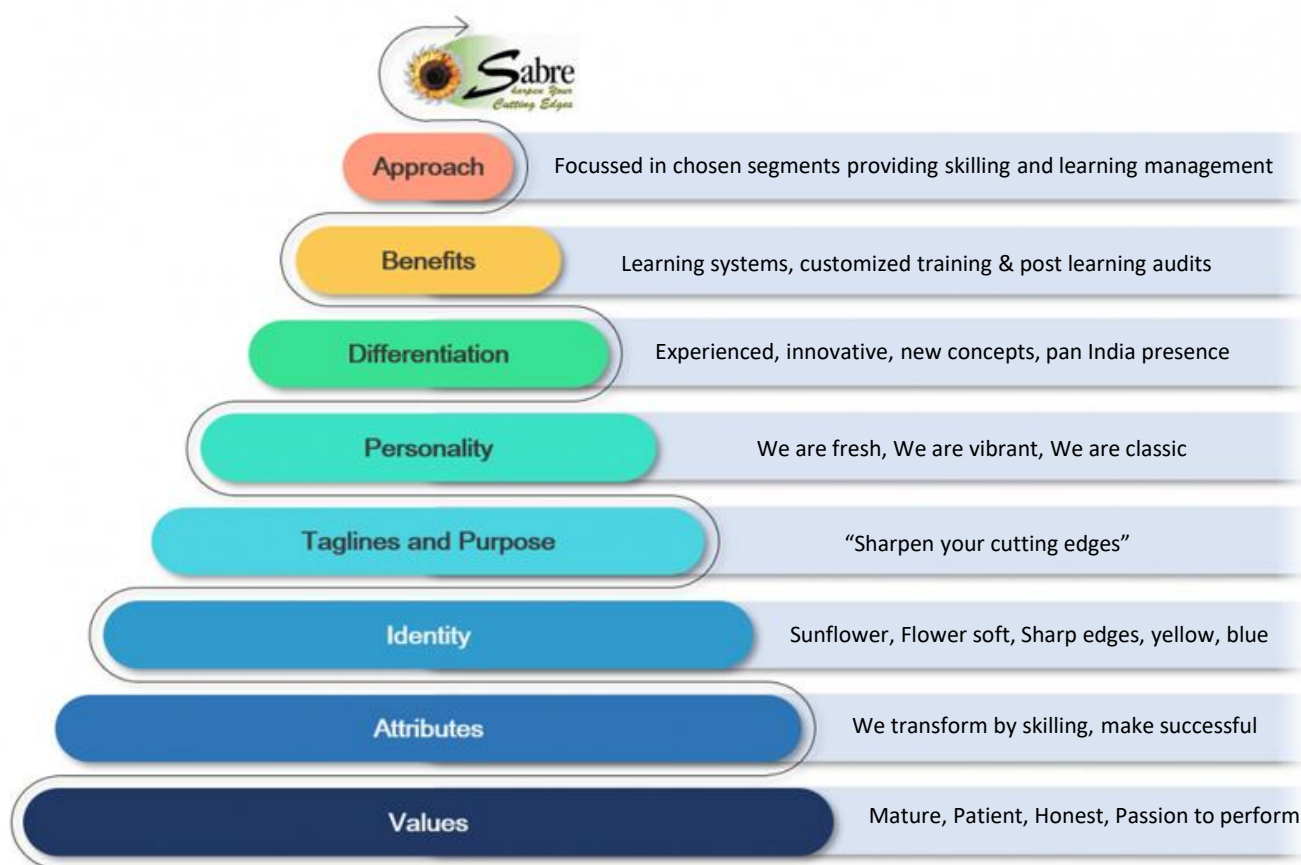 Sabre
harpen Your
Cutting Edges
Approach
Focussed in chosen segments providing skilling and learning management
Benefits
Learning systems, customized training & post learning audits
Differentiation
Experienced, innovative, new concepts, pan India presence
Personality
We are fresh, We are vibrant, We are classic
Taglines and Purpose
“Sharpen your cutting edges”
Identity
Sunflower, Flower soft, Sharp edges, yellow, blue
Attributes
We transform by skilling, make successful
Values
Mature, Patient, Honest, Passion to perform